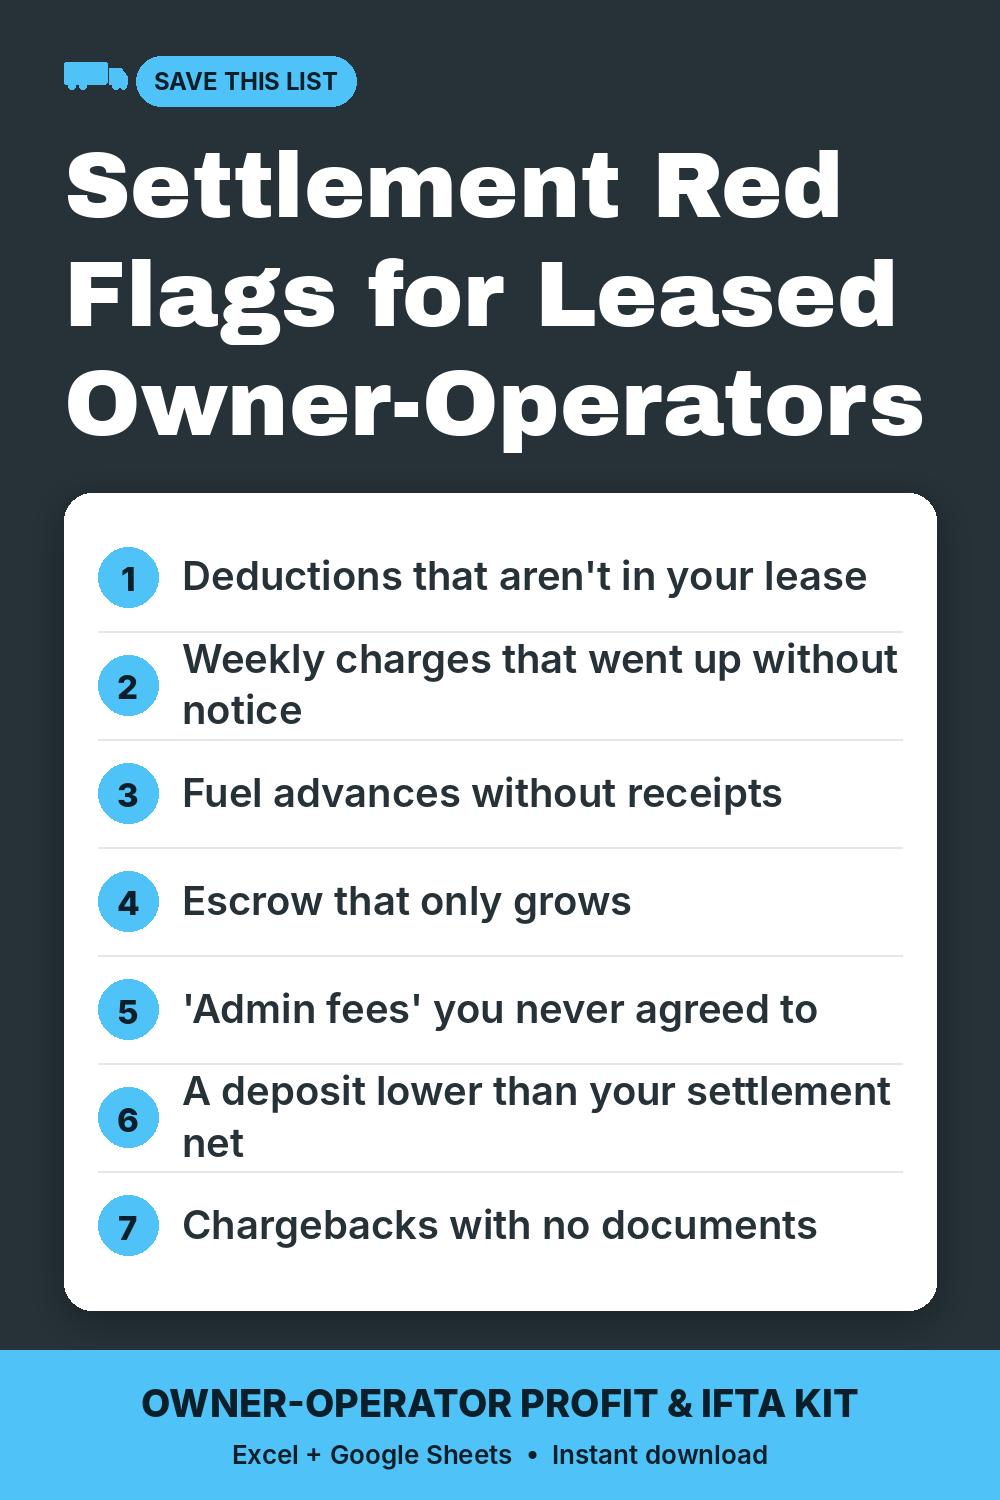 SAVE THIS LIST
Settlement Red
Flags for Leased
Owner-Operators
1 Deductions that aren't in your lease
2 Weekly charges that went up without
notice
3 Fuel advances without receipts
4 Escrow that only grows
5 'Admin fees' you never agreed to
6 A deposit lower than your settlement
net
7 Chargebacks with no documents
OWNER-OPERATOR PROFIT & IFTA KIT
Excel + Google Sheets • Instant download